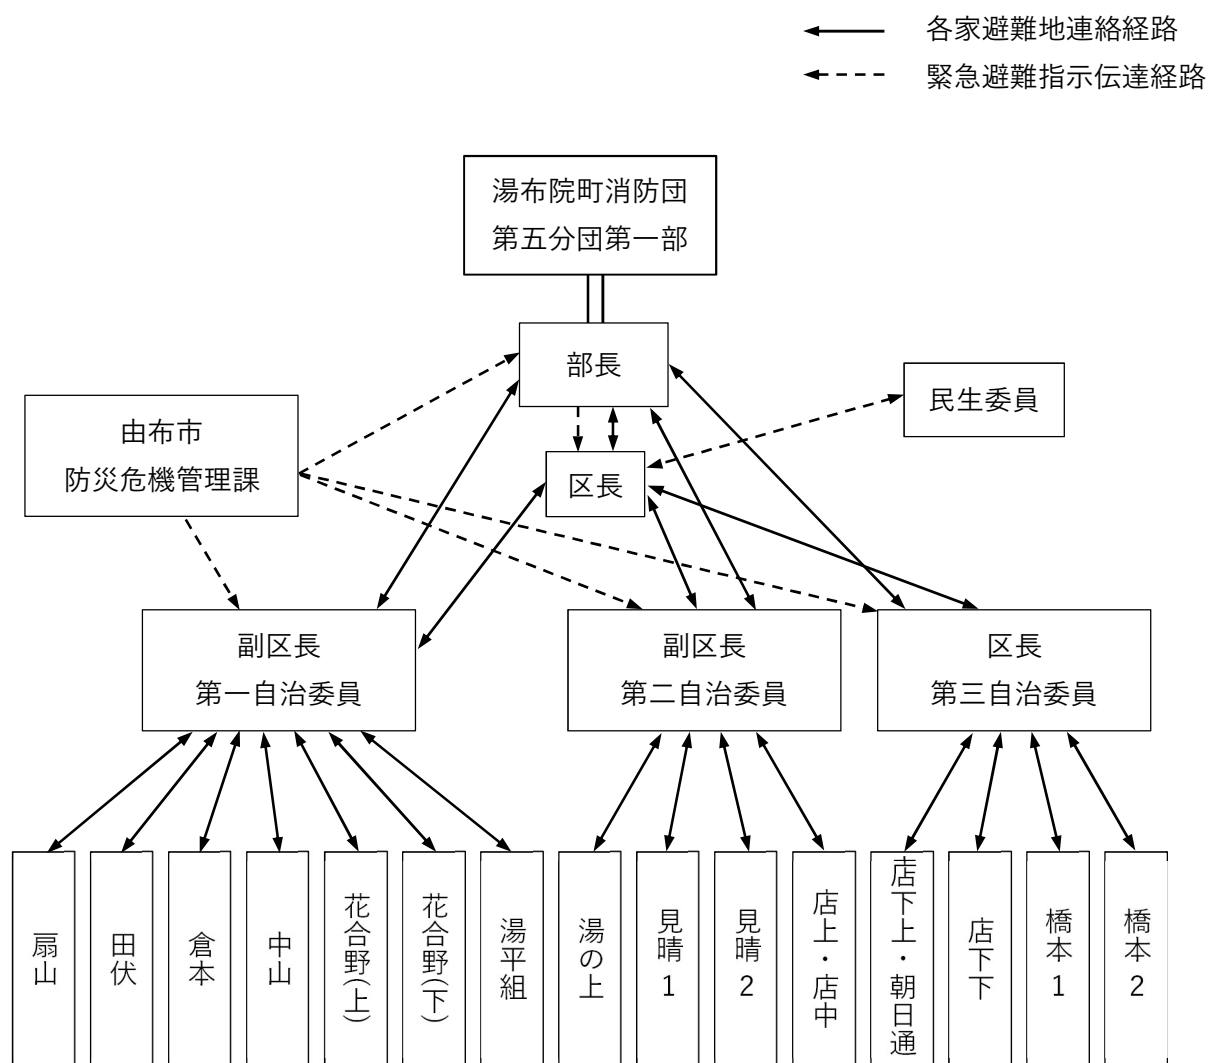 各家避難地連絡経路
緊急避難指示伝達経路
湯布院町消防団
第五分団第一部
部長
民生委員
由布市
防災危機管理課
区長
副区長
第一自治委員
副区長
第二自治委員
区長
第三自治委員
扇山
田伏
倉本
中山
花合野(上)
花合野(下)
湯平組
湯の上
見晴1
見晴2
店上・店中
店下上・朝日通
店下下
橋本1
橋本2